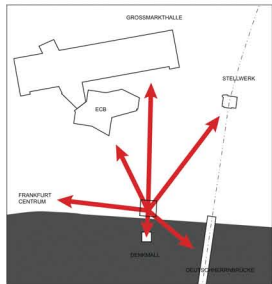 GROSSMARKTHALLE
STELLWERK
ECB
FRANKFURT
CENTRUM
DENKMALL
DEUTSCHHERRNBRÜCKE